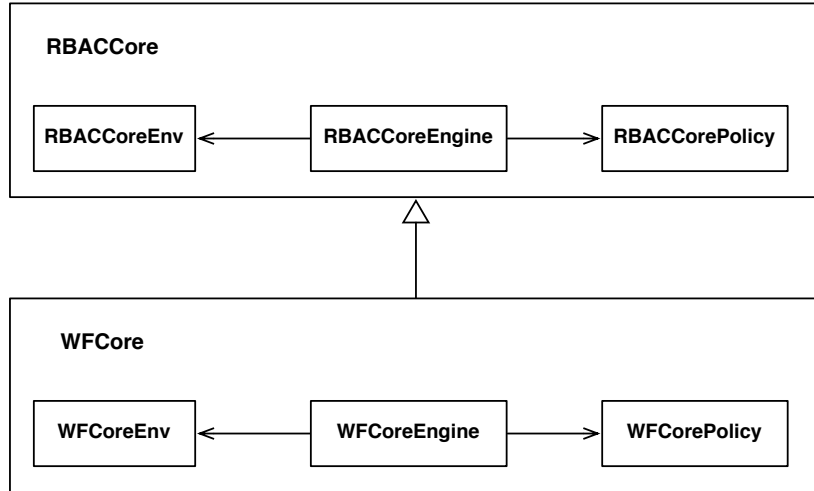 RBACCore
RBACCoreEnv
RBACCoreEngine
RBACCorePolicy
WFCore
WFCoreEnv
WFCoreEngine
WFCorePolicy